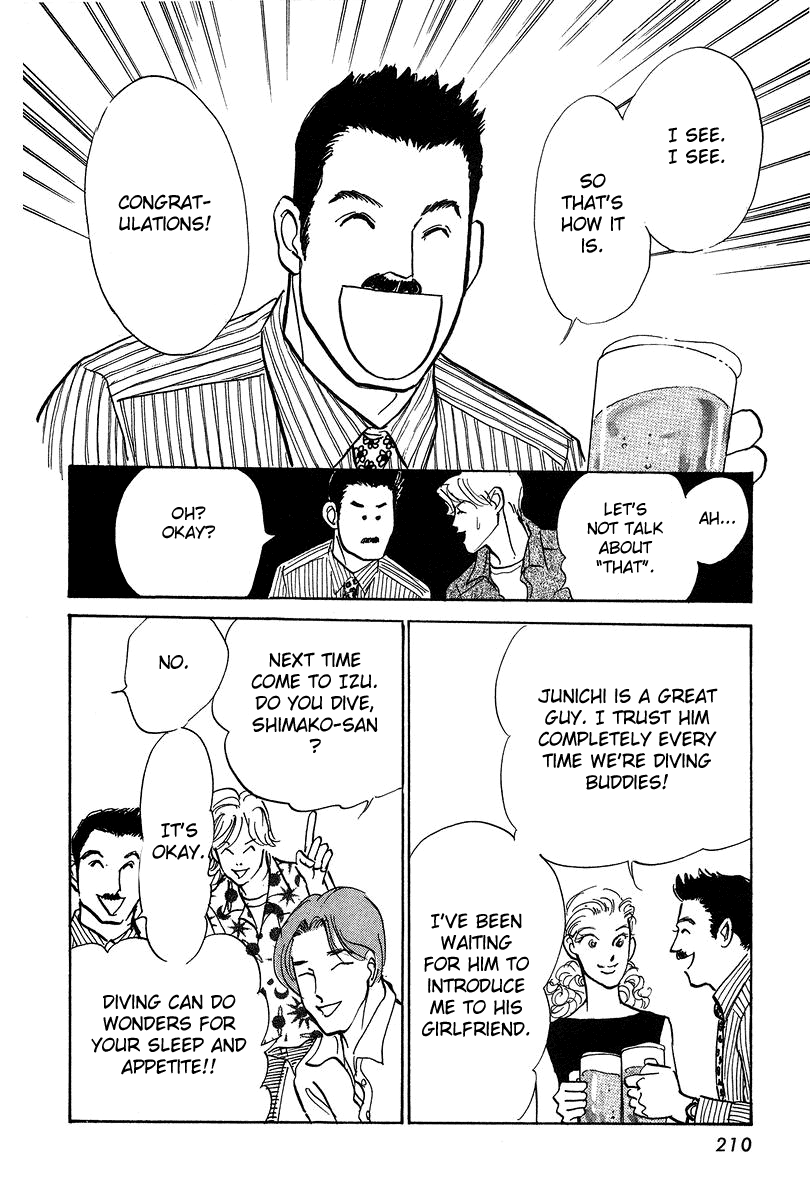 I SEE.
I SEE.
SO
THAT'S
HOW IT
IS.
CONGRAT-
ULATIONS!
AH...
LET'S
NOT TALK
ABOUT
"THAT".
OH?
OKAY?
JUNICHI IS A GREAT
GUY. I TRUST HIM
COMPLETELY EVERY
TIME WE'RE DIVING
BUDDIES!
I'VE BEEN
WAITING
FOR HIM TO
INTRODUCE
ME TO HIS
GIRLFRIEND.
NEXT TIME
COME TO IZU.
DO YOU DIVE,
SHIMAKO-SAN
?
NO.
IT'S
OKAY.
DIVING CAN DO
WONDERS FOR
YOUR SLEEP AND
APPETITE!!
210